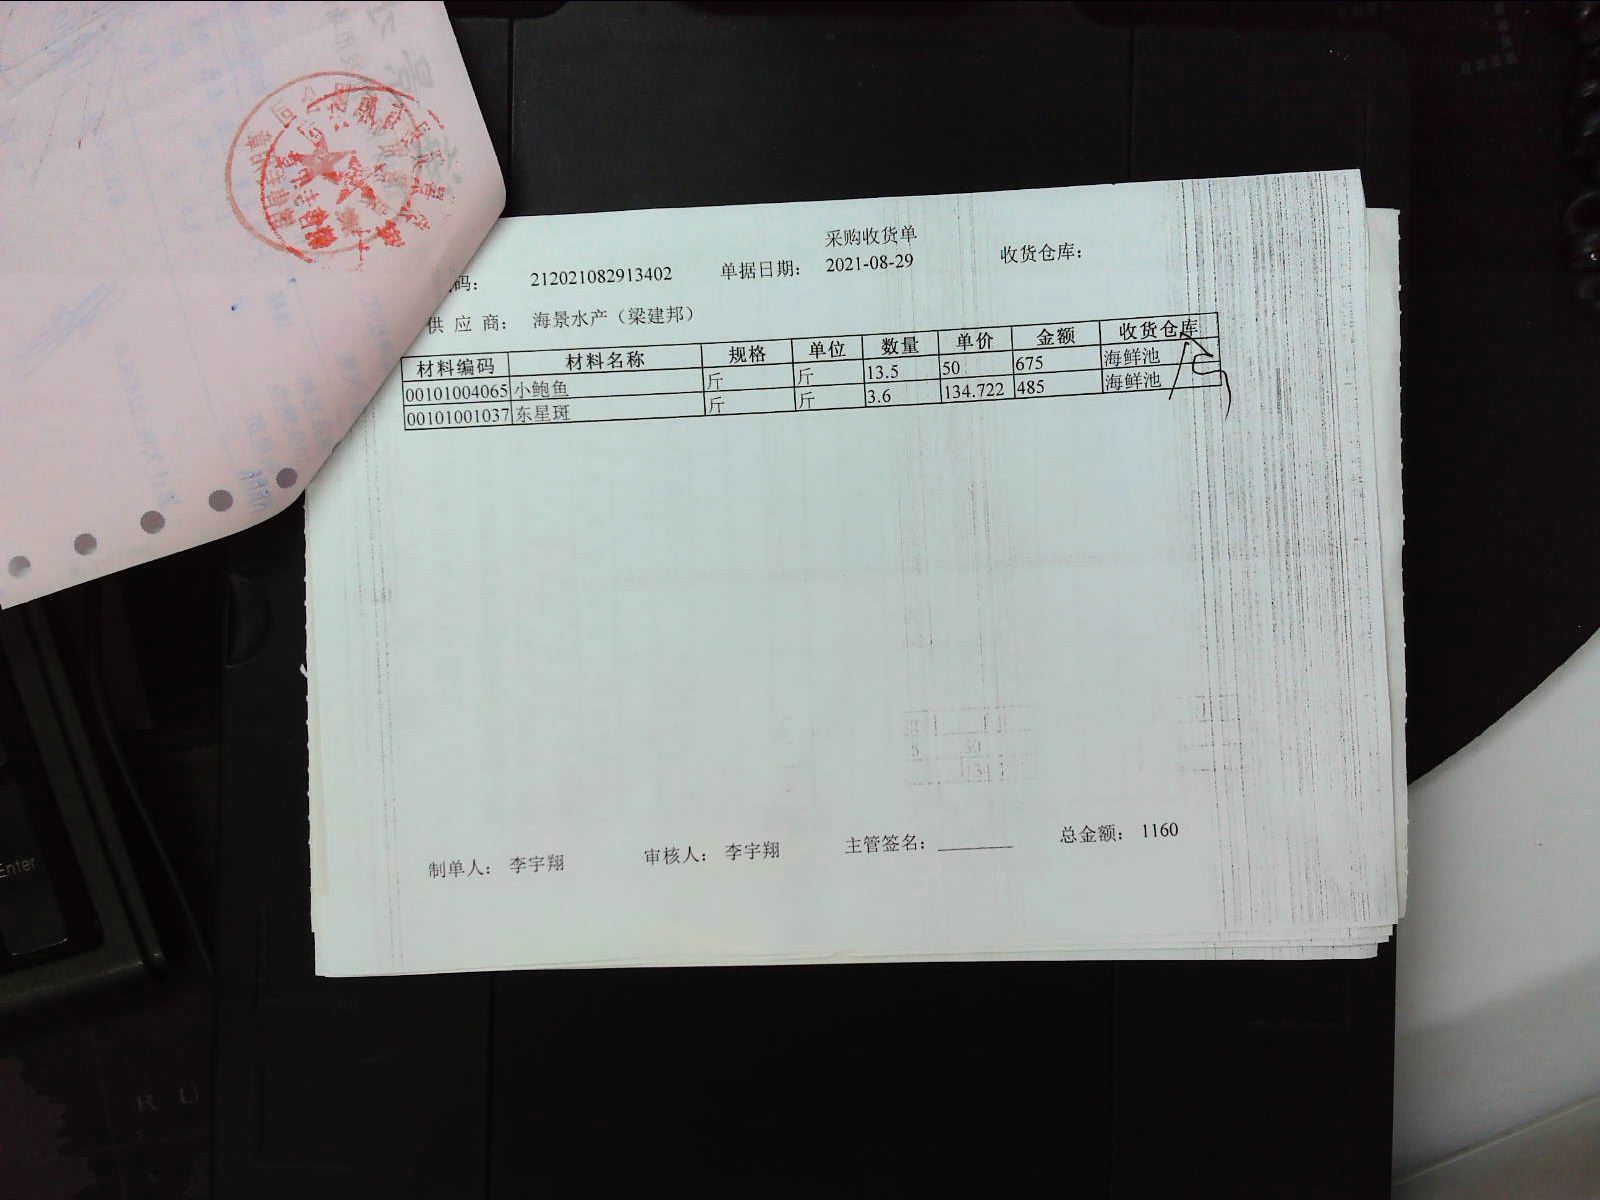 采购收货单
码： 212021082913402 单据日期： 2021-08-29 收货仓库：
供 应 商： 海景水产（梁建邦）
材料编码 材料名称 规格 单位 数量 单价 金额 收货仓库
00101004065 小鲍鱼 斤 斤 13.5 50 675 海鲜池
00101001037 东星斑 斤 斤 3.6 134.722 485 海鲜池
制单人： 李宇翔 审核人： 李宇翔 主管签名： 总金额： 1160
Enter
R U